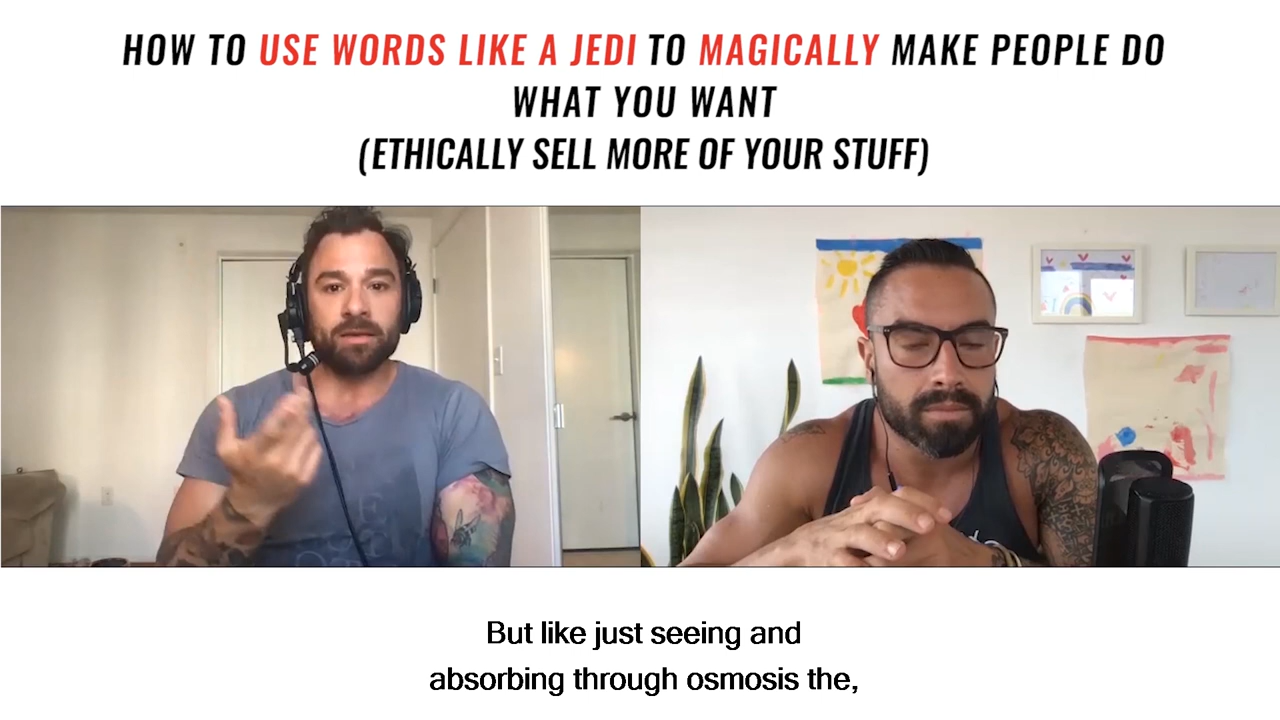 HOW TO USE WORDS LIKE A JEDI TO MAGICALLY MAKE PEOPLE DO
WHAT YOU WANT
(ETHICALLY SELL MORE OF YOUR STUFF)
But like just seeing and
absorbing through osmosis the,